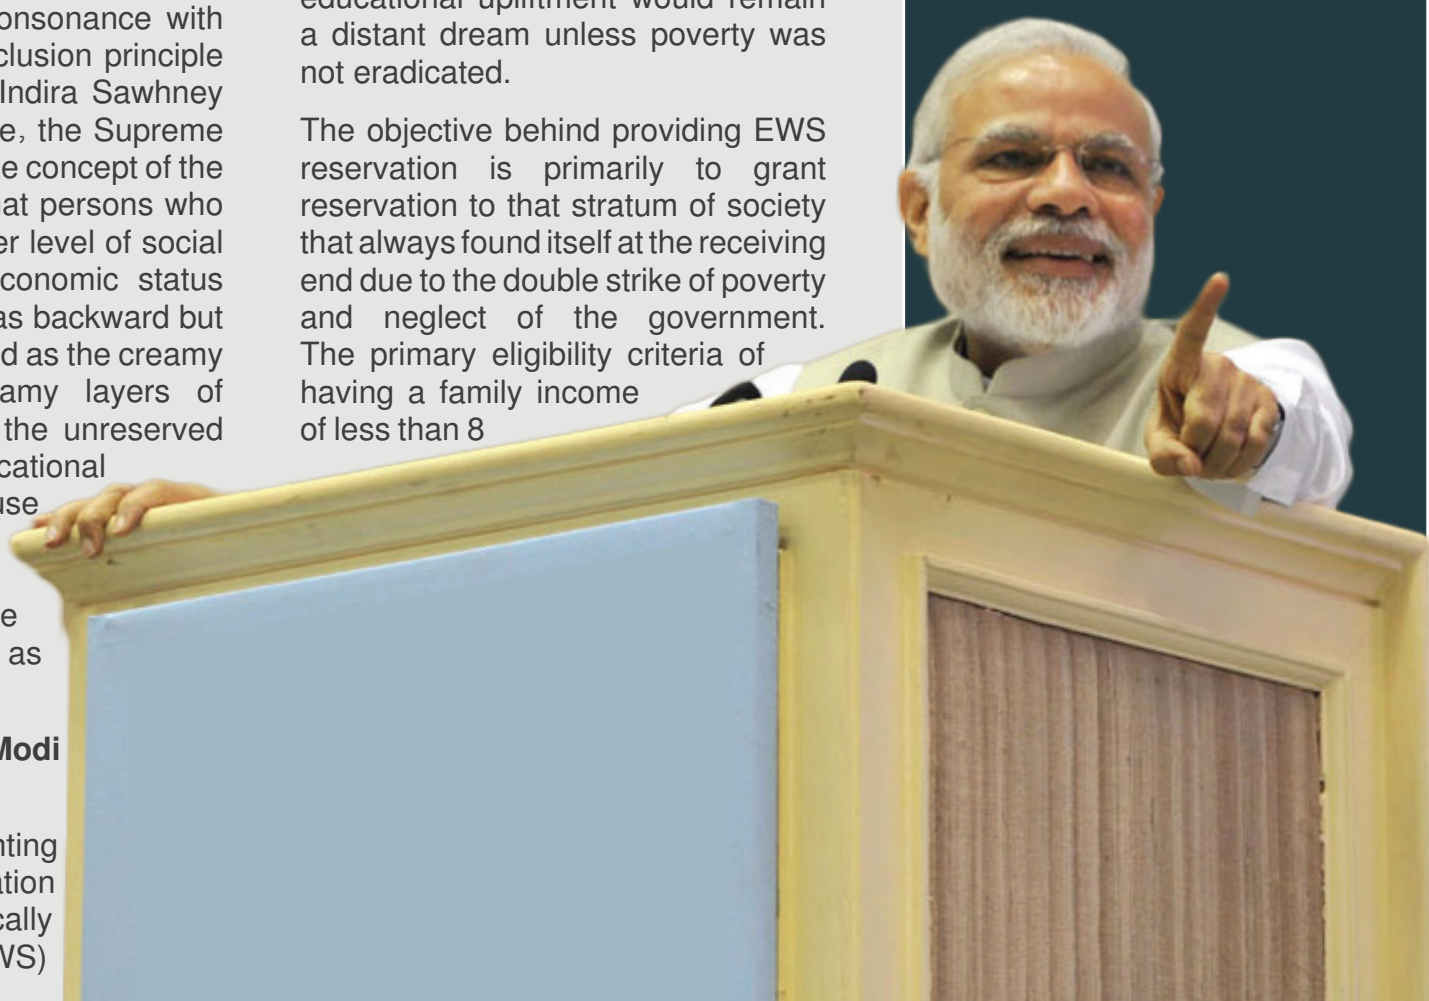 onsonance with
clusion principle
Indira Sawhney
e, the Supreme
e concept of the
hat persons who
er level of social
conomic status
as backward but
d as the creamy
eamy layers of
the unreserved
cational
use
e
as
Modi
nting
ation
cally
WS)
educational upliftment would remain
a distant dream unless poverty was
not eradicated.
The objective behind providing EWS
reservation is primarily to grant
reservation to that stratum of society
that always found itself at the receiving
end due to the double strike of poverty
and neglect of the government.
The primary eligibility criteria of
having a family income
of less than 8